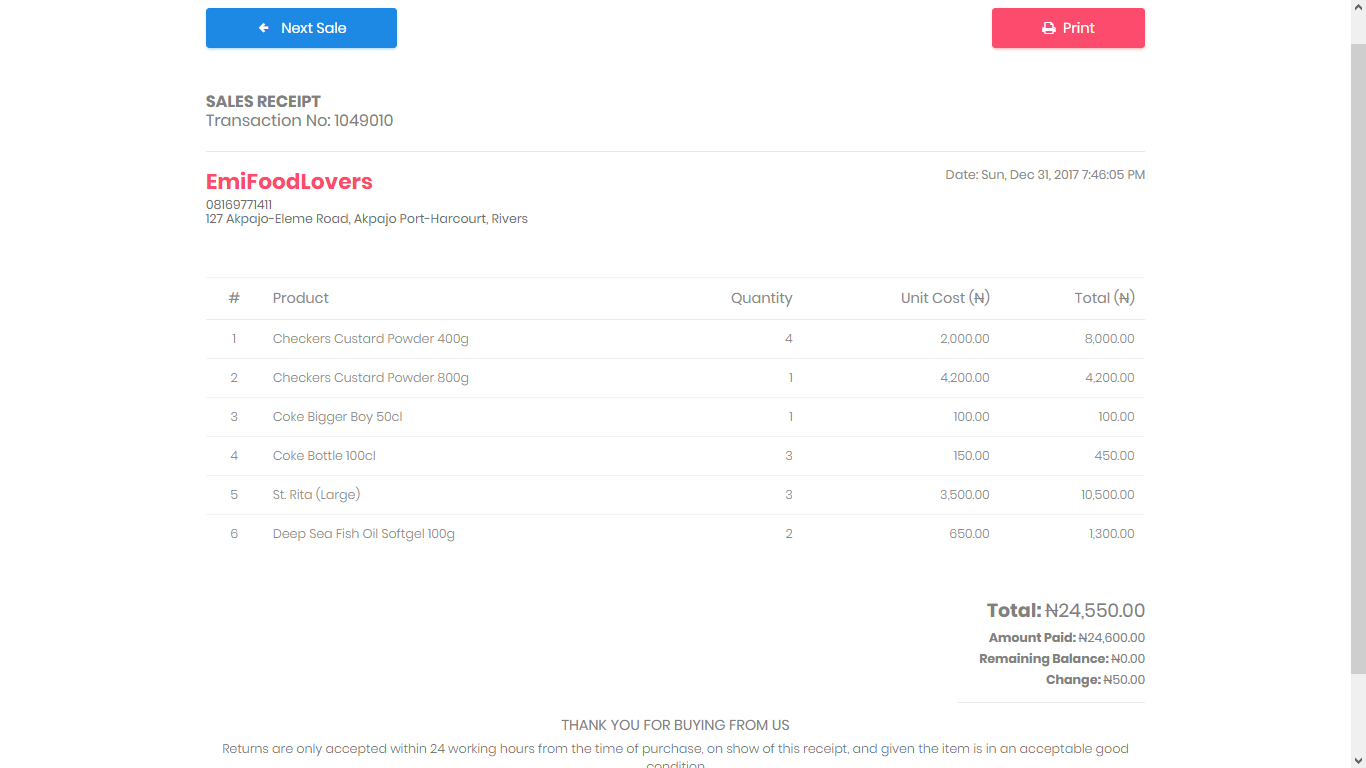 Next Sale
Print
SALES RECEIPT
Transaction No: 1049010
EmiFoodLovers
Date: Sun, Dec 31, 2017 7:46:05 PM
08169771411
127 Akpajo-Eleme Road, Akpajo Port-Harcourt, Rivers
# Product Quantity Unit Cost (₦) Total (₦)
1 Checkers Custard Powder 400g 4 2,000.00 8,000.00
2 Checkers Custard Powder 800g 1 4,200.00 4,200.00
3 Coke Bigger Boy 50cl 1 100.00 100.00
4 Coke Bottle 100cl 3 150.00 450.00
5 St. Rita (Large) 3 3,500.00 10,500.00
6 Deep Sea Fish Oil Softgel 100g 2 650.00 1,300.00
Total: ₦24,550.00
Amount Paid: ₦24,600.00
Remaining Balance: ₦0.00
Change: ₦50.00
THANK YOU FOR BUYING FROM US
Returns are only accepted within 24 working hours from the time of purchase, on show of this receipt, and given the item is in an acceptable good
condition